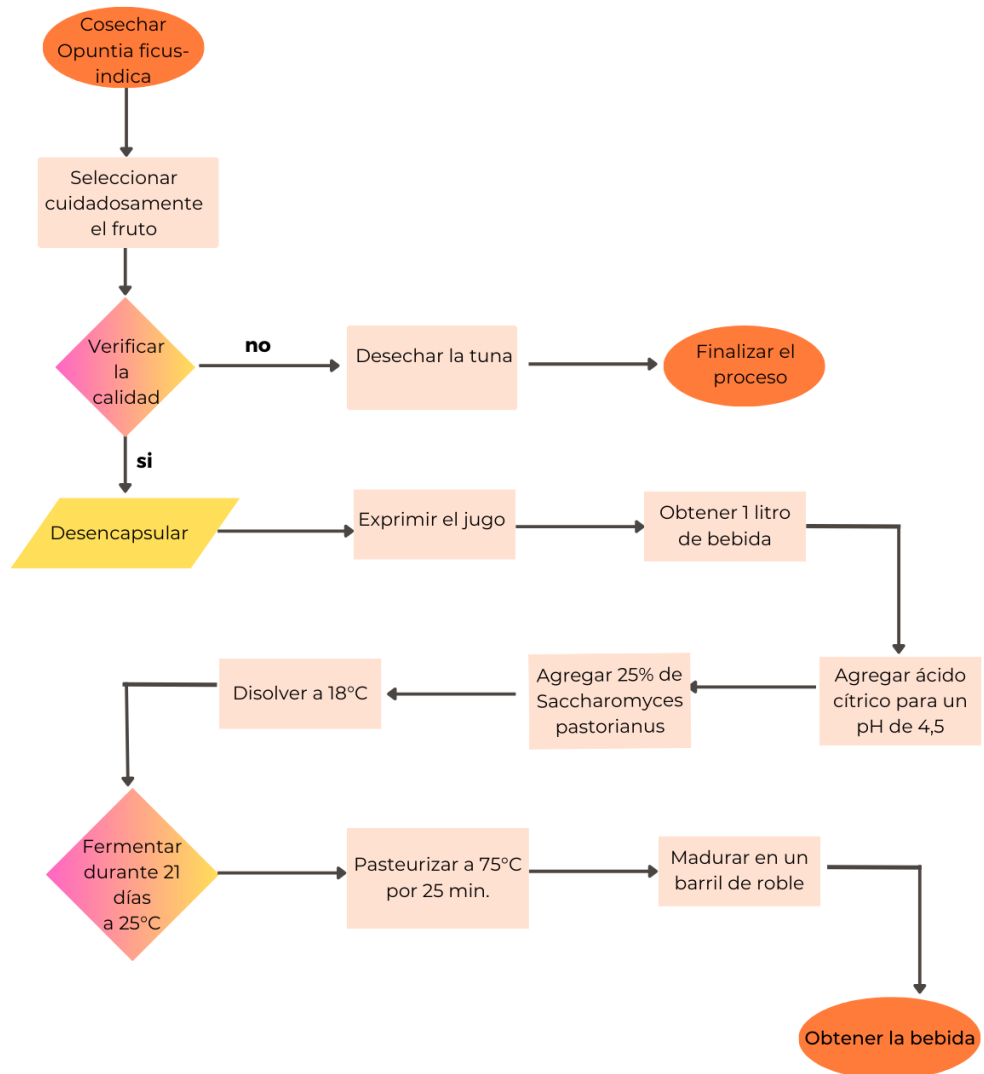 Cosechar
Opuntia ficus-
indica
Seleccionar
cuidadosamente
el fruto
Verificar
la
calidad
no
Desechar la tuna
Finalizar el
proceso
si
Desencapsular
Exprimir el jugo
Obtener 1 litro
de bebida
Agregar ácido
cítrico para un
pH de 4,5
Agregar 25% de
Saccharomyces
pastorianus
Disolver a 18°C
Fermentar
durante 21
días
a 25°C
Pasteurizar a 75°C
por 25 min.
Madurar en un
barril de roble
Obtener la bebida